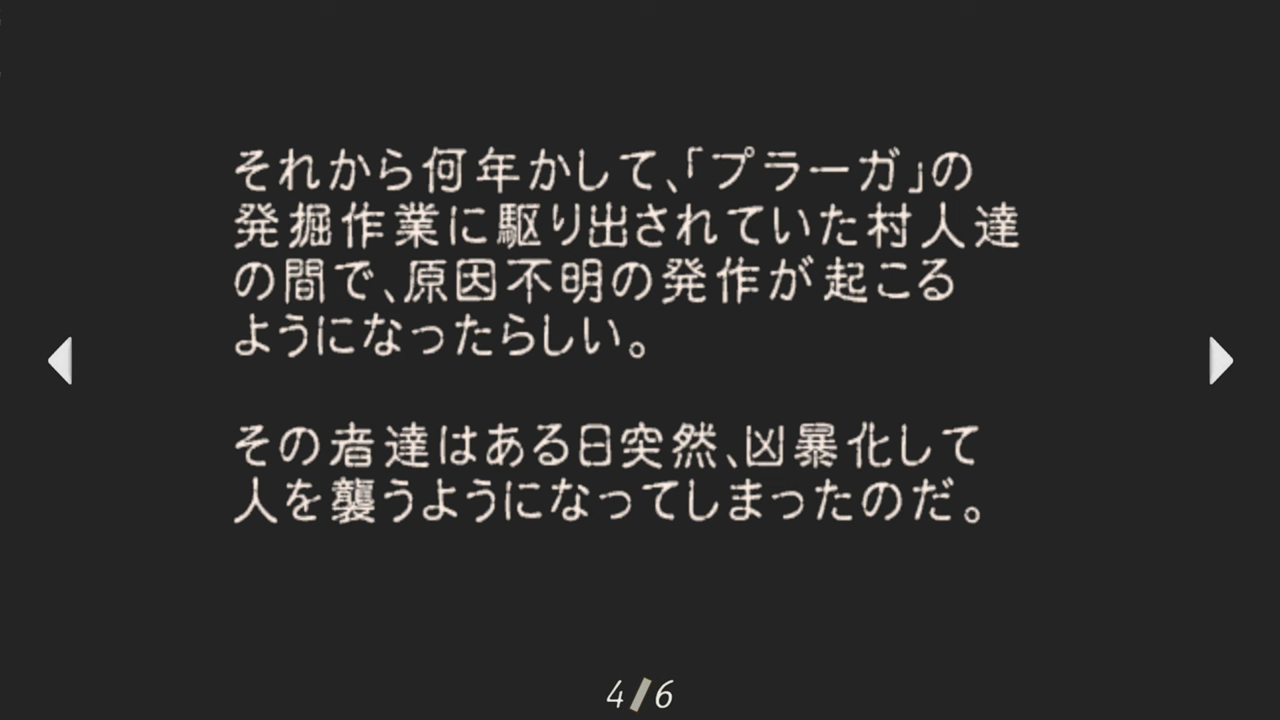 それから何年かして、「プラーガ」の
発掘作業に駆り出されていた村人達
の間で、原因不明の発作が起こる
ようになったらしい。
その者達はある日突然、凶暴化して
人を襲うようになってしまったのだ。
4/6